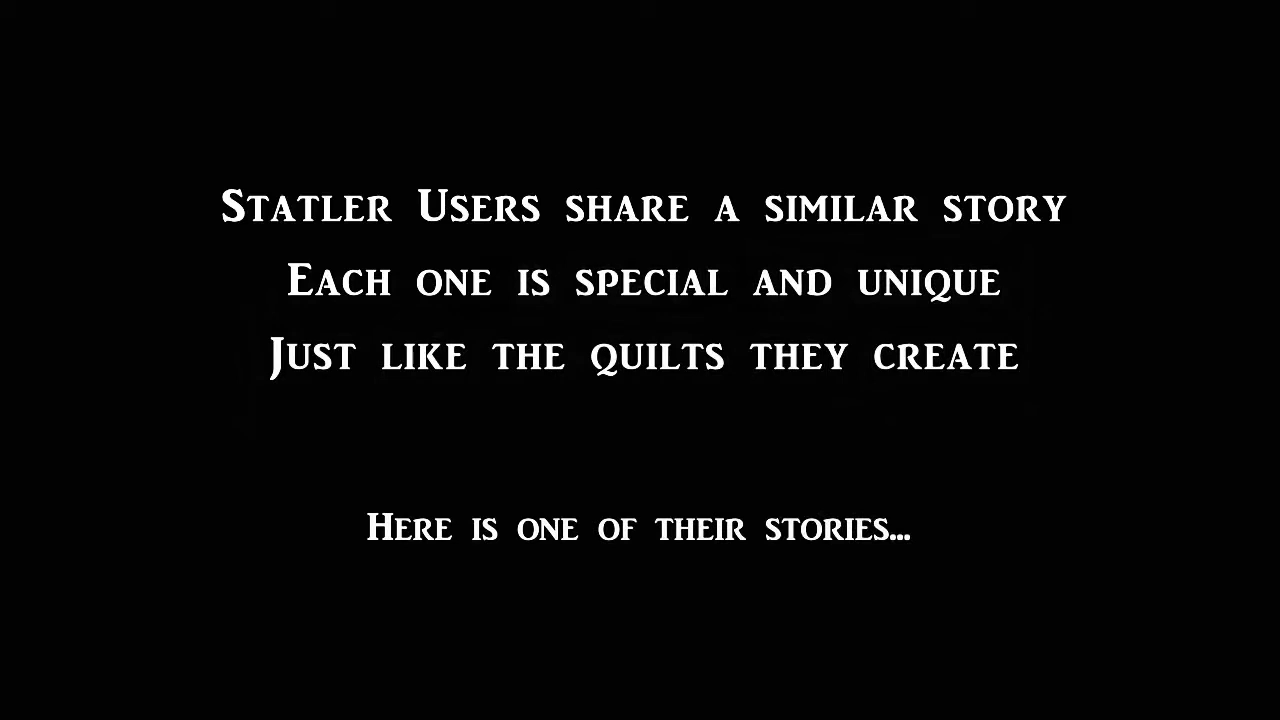 Statler Users share a similar story
Each one is special and unique
Just like the quilts they create
Here is one of their stories...